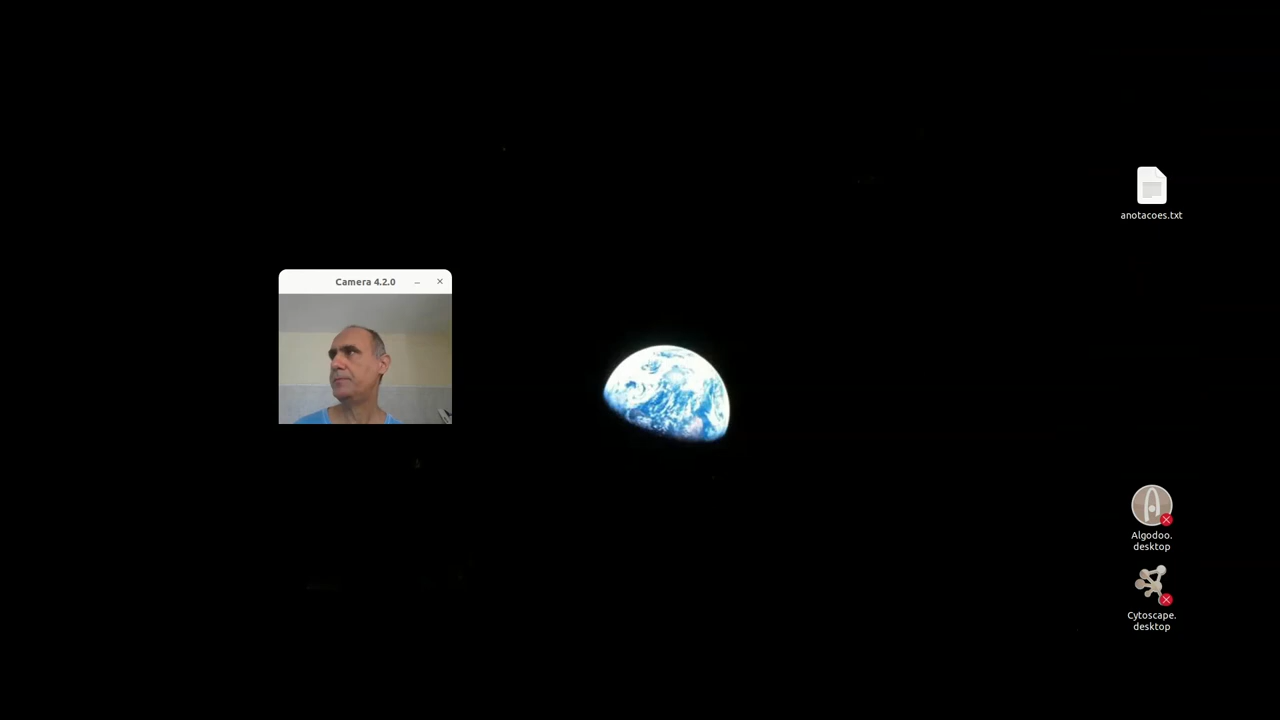 anotacoes.txt
Camera 4.2.0
Algodoo.
desktop
Cytoscape.
desktop